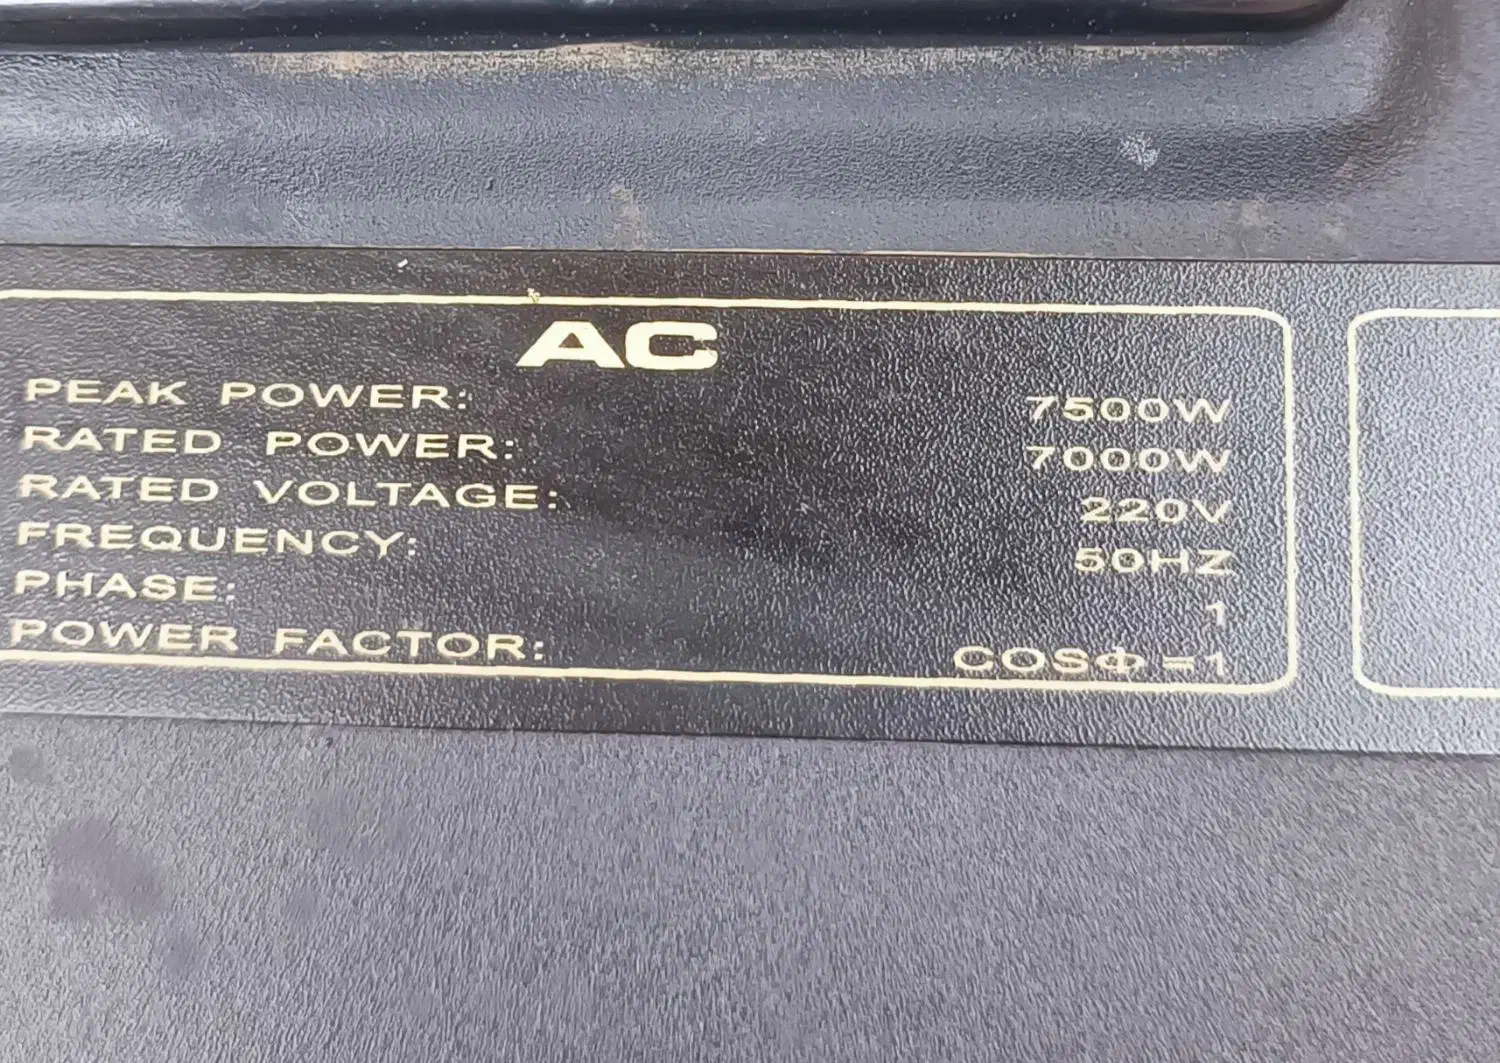 AC
PEAK POWER: 7500W
RATED POWER: 7000W
RATED VOLTAGE: 220V
FREQUENCY: 50HZ
PHASE: 1
POWER FACTOR: COSΦ=1